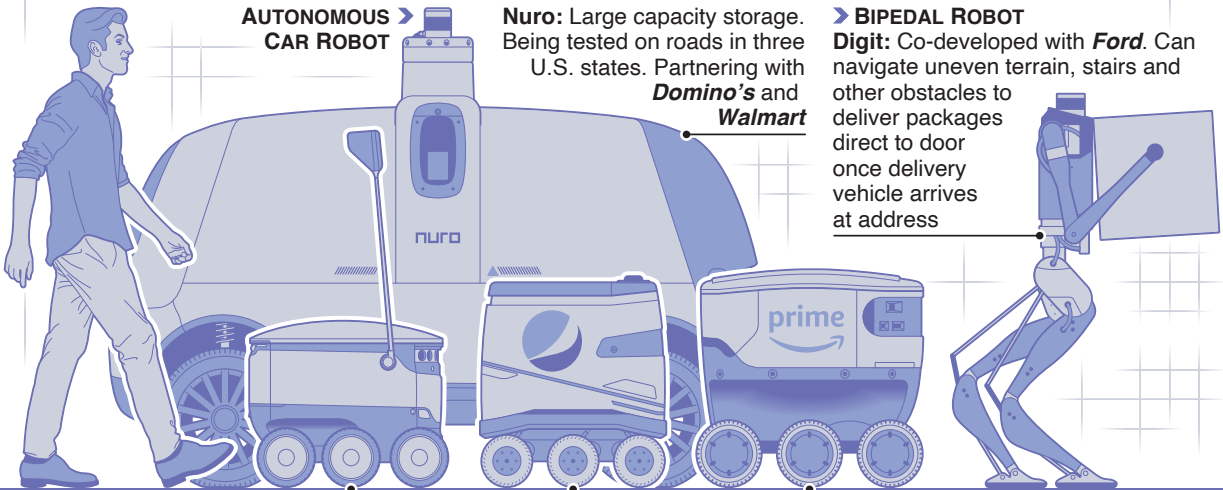 AUTONOMOUS
CAR ROBOT
Nuro: Large capacity storage.
Being tested on roads in three
U.S. states. Partnering with
Domino’s and
Walmart
BIPEDAL ROBOT
Digit: Co-developed with Ford. Can
navigate uneven terrain, stairs and
other obstacles to
deliver packages
direct to door
once delivery
vehicle arrives
at address
nuro
prime